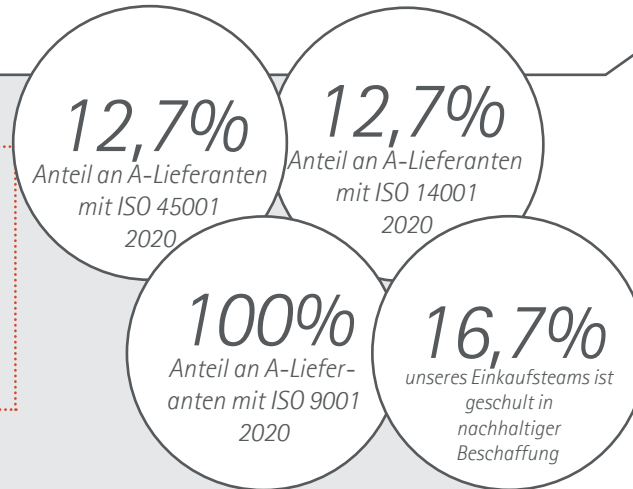 12,7%
Anteil an A-Lieferanten
mit ISO 45001
2020
12,7%
Anteil an A-Lieferanten
mit ISO 14001
2020
100%
Anteil an A-Liefer-
anten mit ISO 9001
2020
16,7%
unseres Einkaufsteams ist
geschult in
nachhaltiger
Beschaffung